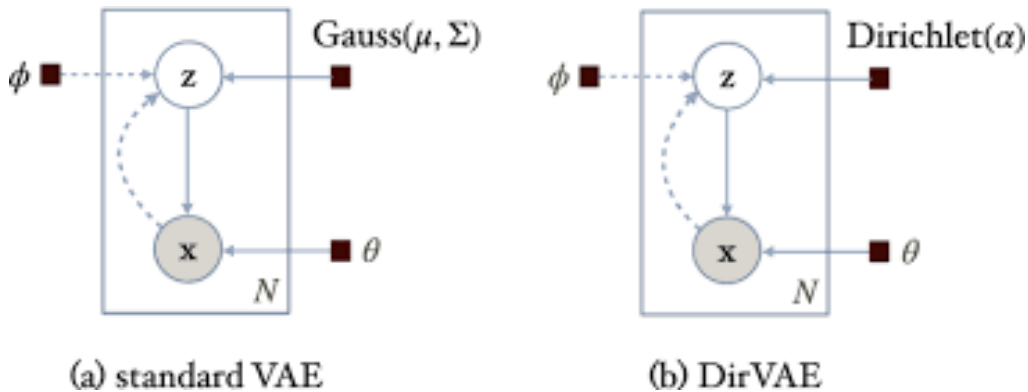 Gauss(μ, Σ)
ϕ
z
x
θ
N
(a) standard VAE
Dirichlet(α)
ϕ
z
x
θ
N
(b) DirVAE